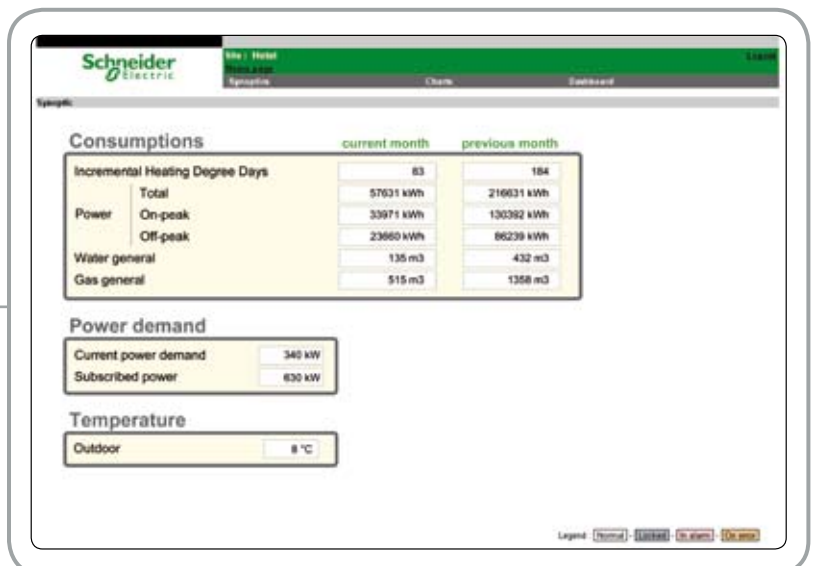 Schneider Electric
Site : Hotel
Home page
Logout
Synoptics Charts Dashboard
Synoptic
Consumptions current month previous month
Incremental Heating Degree Days 83 184
Total 57631 kWh 216631 kWh
Power On-peak 33971 kWh 130392 kWh
Off-peak 23660 kWh 86239 kWh
Water general 135 m3 432 m3
Gas general 515 m3 1358 m3
Power demand
Current power demand 340 kW
Subscribed power 630 kW
Temperature
Outdoor 8 °C
Legend : Normal - Locked - In alarm - On error